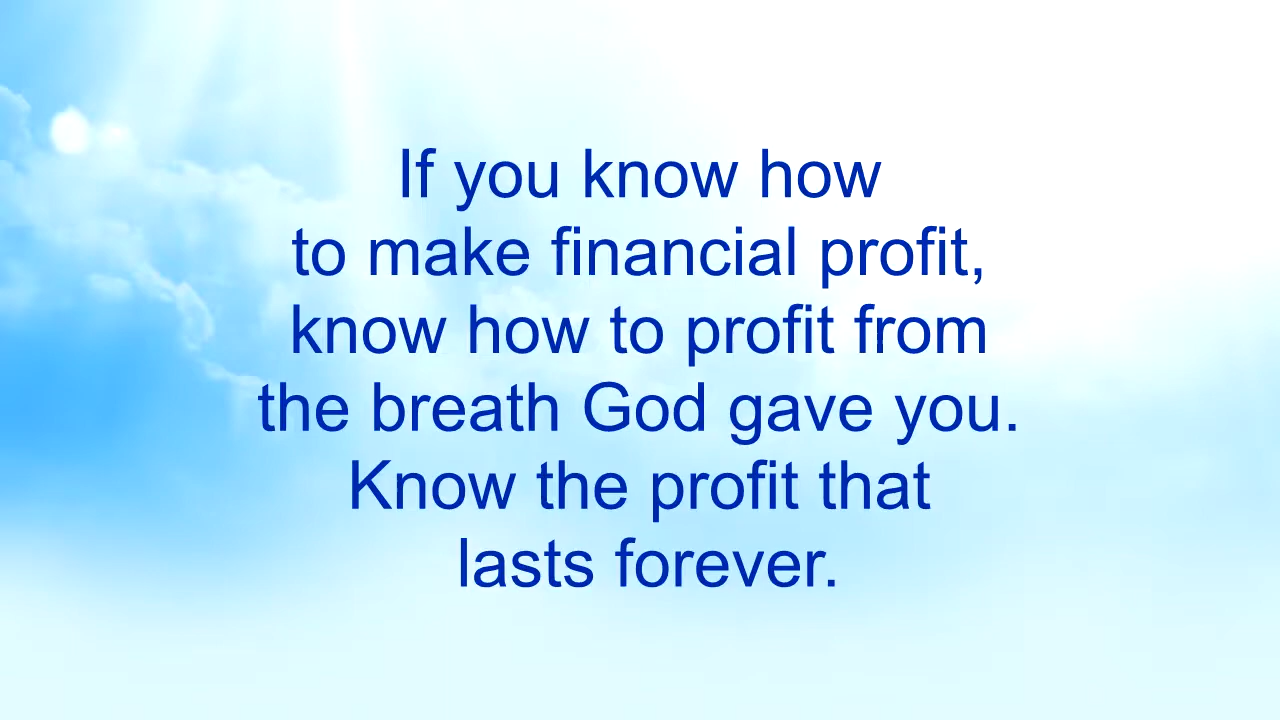 If you know how
to make financial profit,
know how to profit from
the breath God gave you.
Know the profit that
lasts forever.